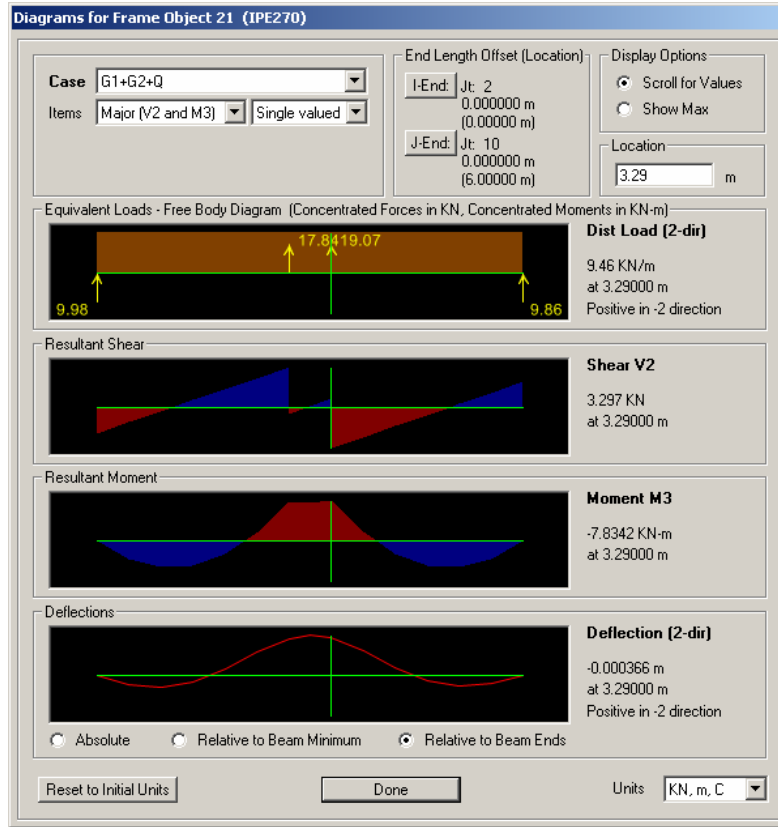 Diagrams for Frame Object 21 (IPE270)
Case G1+G2+Q
Items Major (V2 and M3) Single valued
End Length Offset (Location)
I-End: Jt: 2
0.000000 m
(0.00000 m)
J-End: Jt: 10
0.000000 m
(6.00000 m)
Display Options
Scroll for Values
Show Max
Location
3.29 m
Equivalent Loads - Free Body Diagram (Concentrated Forces in KN, Concentrated Moments in KN-m)
17.8419.07
9.98
9.86
Dist Load (2-dir)
9.46 KN/m
at 3.29000 m
Positive in -2 direction
Resultant Shear
Shear V2
3.297 KN
at 3.29000 m
Resultant Moment
Moment M3
-7.8342 KN-m
at 3.29000 m
Deflections
Deflection (2-dir)
-0.000366 m
at 3.29000 m
Positive in -2 direction
Absolute Relative to Beam Minimum Relative to Beam Ends
Reset to Initial Units Done Units KN, m, C